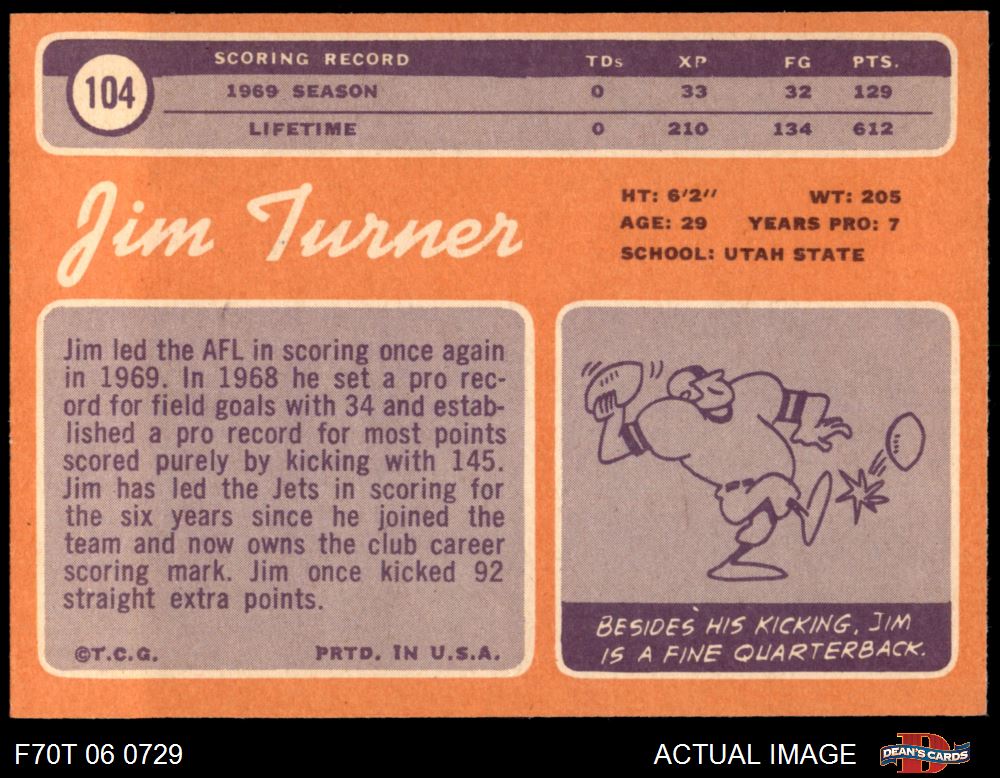 104
SCORING RECORD TDs XP FG PTS.
1969 SEASON 0 33 32 129
LIFETIME 0 210 134 612
Jim Turner
HT: 6'2" WT: 205
AGE: 29 YEARS PRO: 7
SCHOOL: UTAH STATE
Jim led the AFL in scoring once again
in 1969. In 1968 he set a pro rec-
ord for field goals with 34 and estab-
lished a pro record for most points
scored purely by kicking with 145.
Jim has led the Jets in scoring for
the six years since he joined the
team and now owns the club career
scoring mark. Jim once kicked 92
straight extra points.
©T.C.G. PRTD. IN U.S.A.
BESIDES HIS KICKING, JIM
IS A FINE QUARTERBACK.
F70T 06 0729
ACTUAL IMAGE
D
DEAN'S CARDS